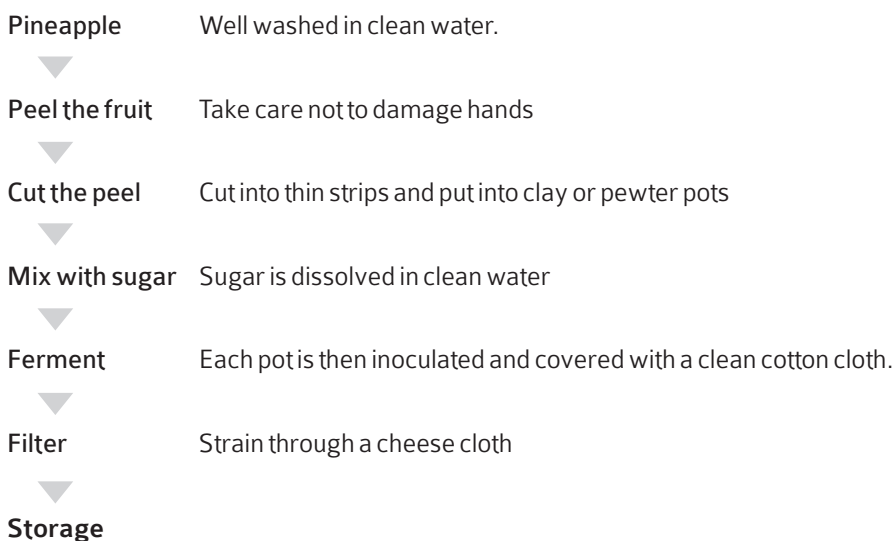 Pineapple Well washed in clean water.
Peel the fruit Take care not to damage hands
Cut the peel Cut into thin strips and put into clay or pewter pots
Mix with sugar Sugar is dissolved in clean water
Ferment Each pot is then inoculated and covered with a clean cotton cloth.
Filter Strain through a cheese cloth
Storage